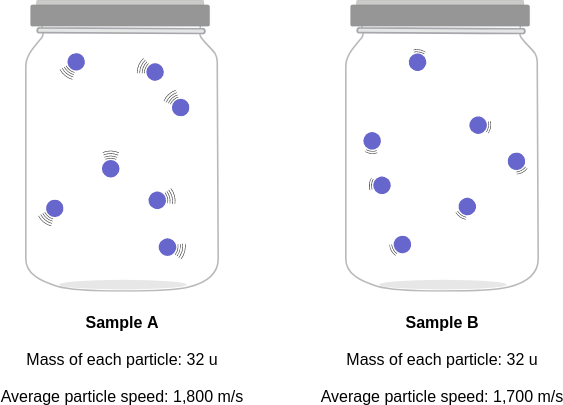 Sample A
Mass of each particle: 32 u
Average particle speed: 1,800 m/s
Sample B
Mass of each particle: 32 u
Average particle speed: 1,700 m/s